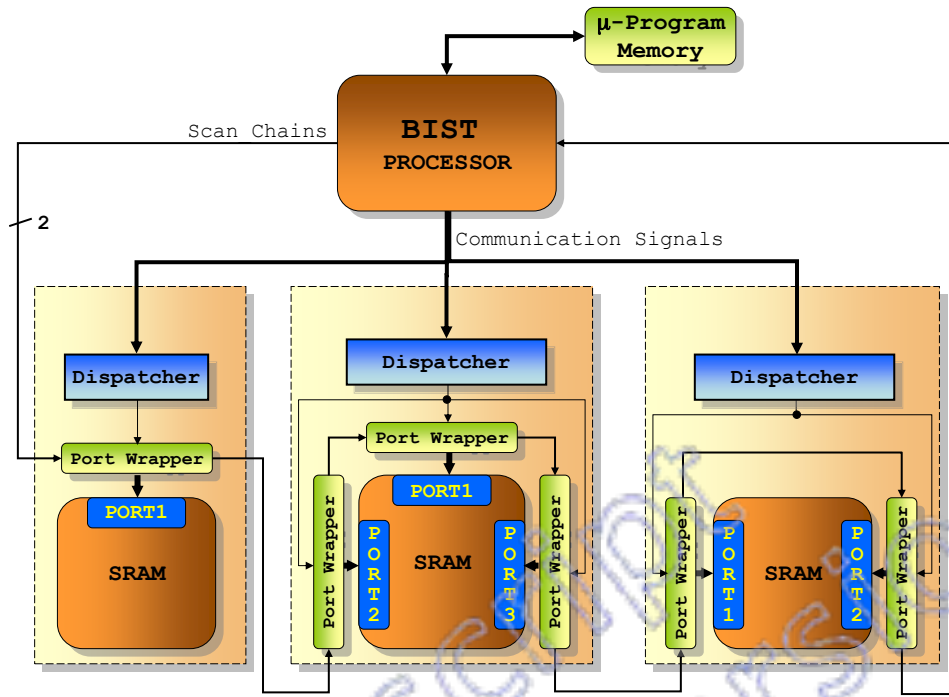 μ-Program
Memory
BIST
PROCESSOR
Scan Chains
2
Communication Signals
Dispatcher
Port Wrapper
PORT1
SRAM
Dispatcher
Port Wrapper
PORT1
Port Wrapper
PORT2
SRAM
PORT3
Port Wrapper
Dispatcher
Port Wrapper
PORT1
SRAM
PORT2
Port Wrapper